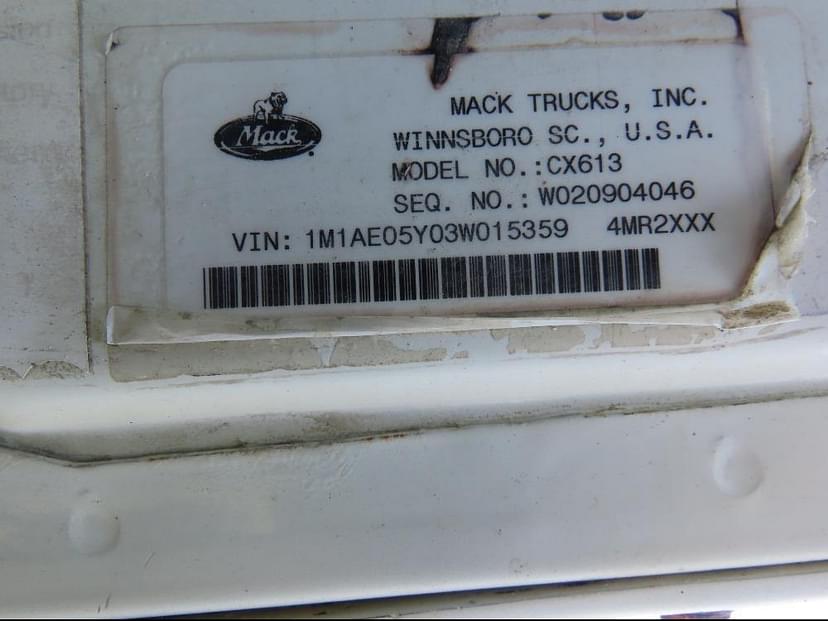 Mack
MACK TRUCKS, INC.
WINNSBORO SC., U.S.A.
MODEL NO.:CX613
SEQ. NO.: W020904046
VIN: 1M1AE05Y03W015359 4MR2XXX